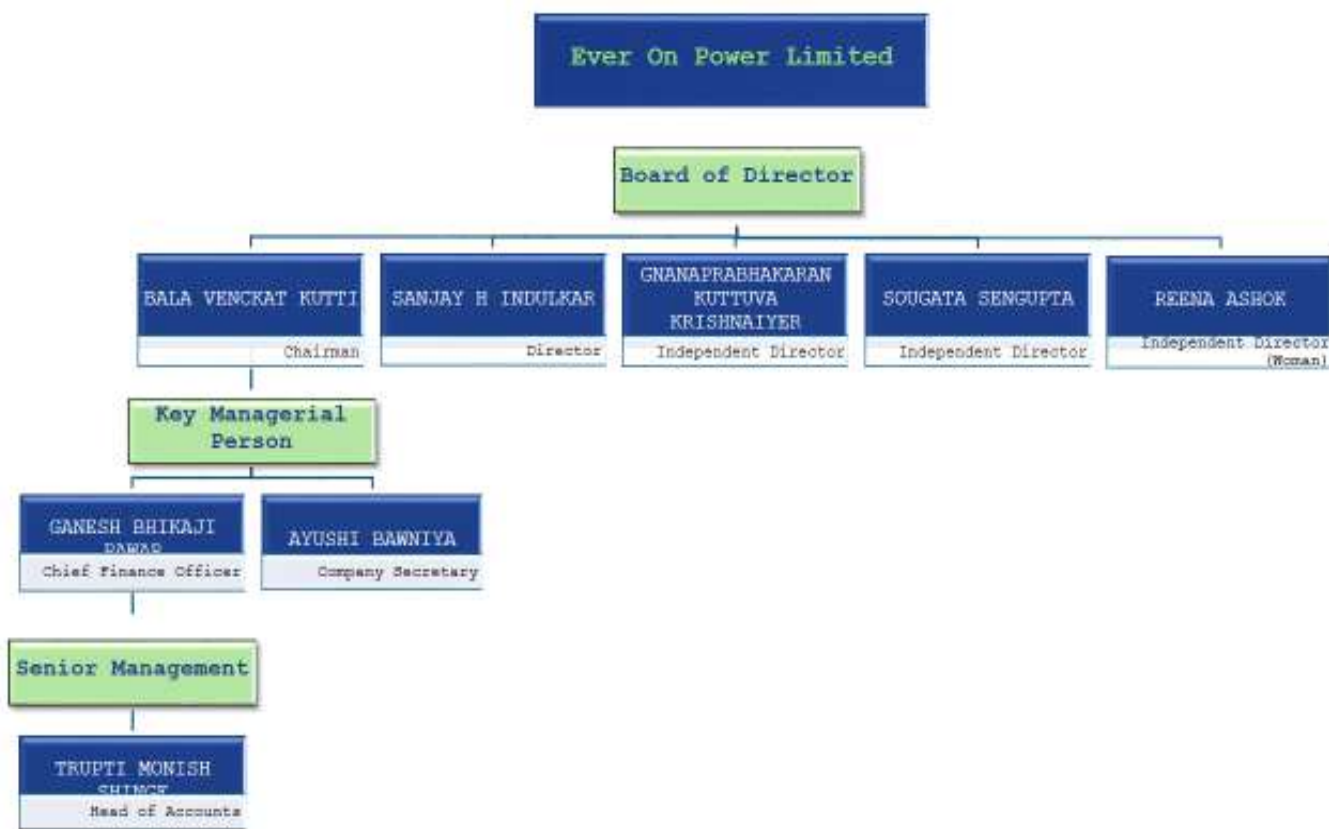 Ever On Power Limited
Board of Director
BALA VENCKAT KUTTI
Chairman
SANJAY H INDULKAR
Director
GNANAPRABHAKARAN
KUTTUVA
KRISHNAIYER
Independent Director
SOUGATA SENGUPTA
Independent Director
REENA ASHOK
Independent Director
(Woman)
Key Managerial
Person
GANESH BHIKAJI
Chief Finance Officer
AYUSHI BAWNIYA
Company Secretary
Senior Management
TRUPTI MONISH
Head of Accounts